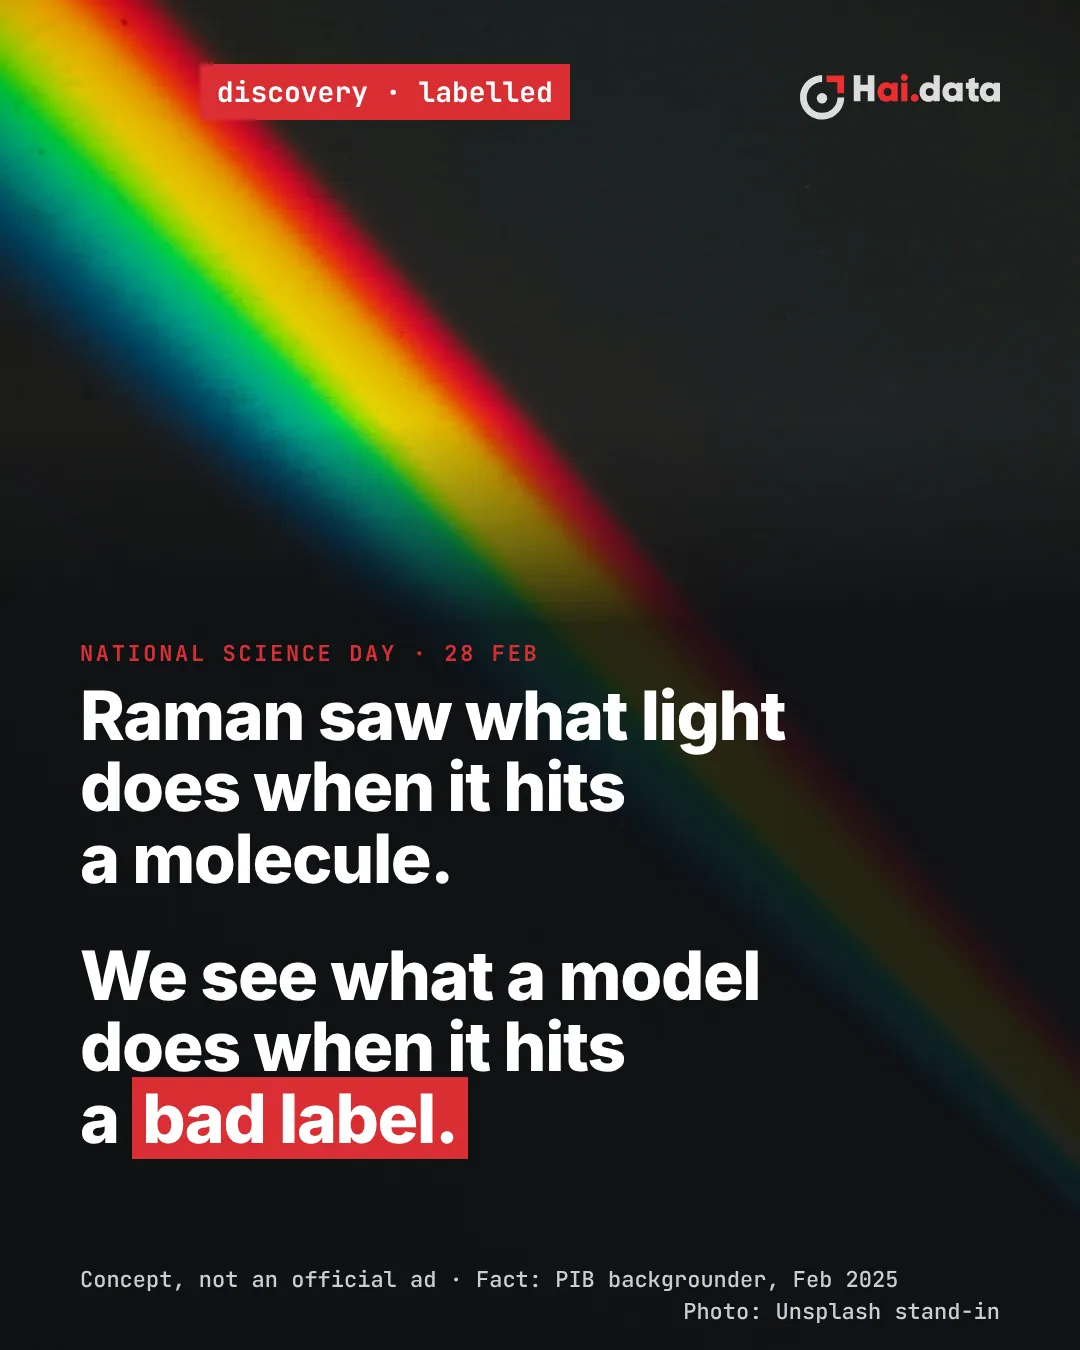 discovery · labelled
Hai.data
NATIONAL SCIENCE DAY · 28 FEB
Raman saw what light
does when it hits
a molecule.
We see what a model
does when it hits
a bad label.
Concept, not an official ad · Fact: PIB backgrounder, Feb 2025
Photo: Unsplash stand-in